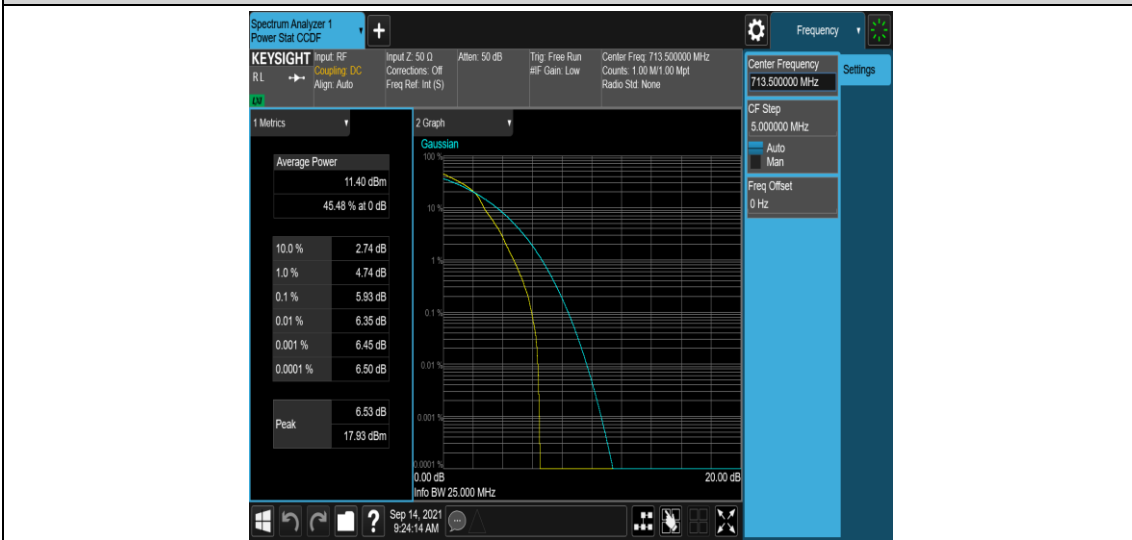 Spectrum Analyzer 1
Power Stat CCDF
+
Frequency
KEYSIGHT
RL
LXI
Input: RF
Coupling: DC
Align: Auto
Input Z: 50 Ω
Corrections: Off
Freq Ref: Int (S)
Atten: 50 dB
Trig: Free Run
#IF Gain: Low
Center Freq: 713.500000 MHz
Counts: 1.00 M/1.00 Mpt
Radio Std: None
Center Frequency
713.500000 MHz
Settings
CF Step
5.000000 MHz
Auto
Man
Freq Offset
0 Hz
1 Metrics
Average Power
11.40 dBm
45.48 % at 0 dB
10.0 % 2.74 dB
1.0 % 4.74 dB
0.1 % 5.93 dB
0.01 % 6.35 dB
0.001 % 6.45 dB
0.0001 % 6.50 dB
Peak
6.53 dB
17.93 dBm
2 Graph
Gaussian
100 %
10 %
1 %
0.1 %
0.01 %
0.001 %
0.0001 %
0.00 dB 20.00 dB
Info BW 25.000 MHz
?
Sep 14, 2021
9:24:14 AM